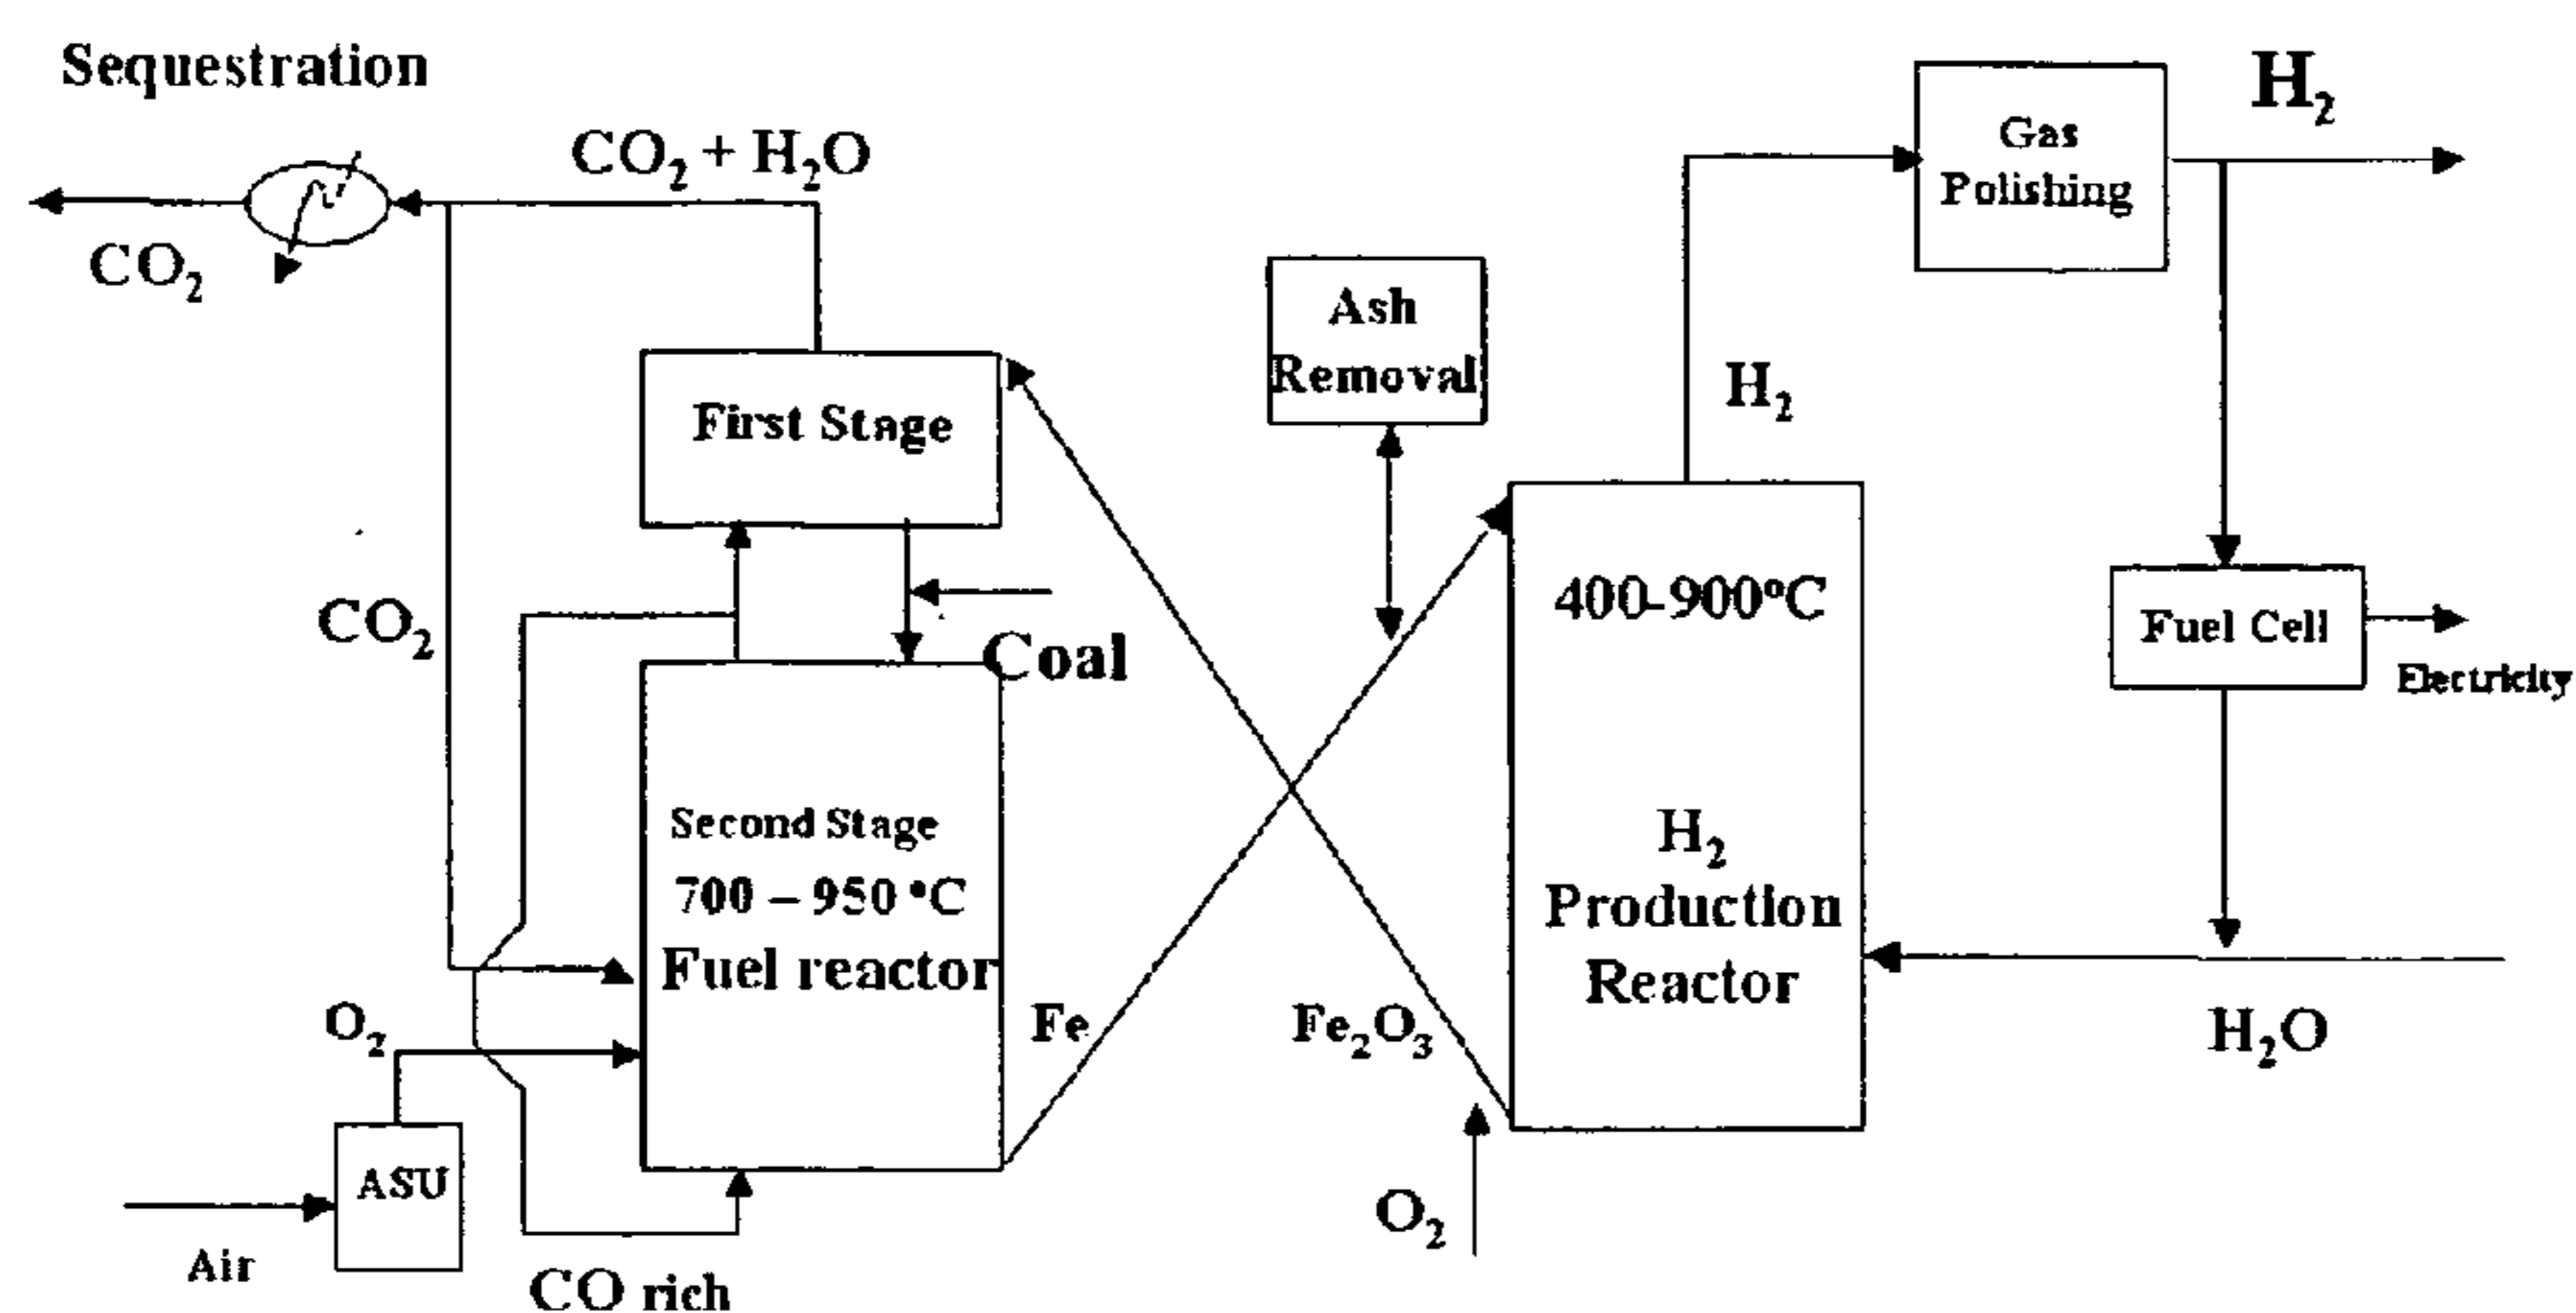 Sequestration
CO₂ + H₂O
CO₂
Gas
Polishing
H₂
Ash
Removal
First Stage
H₂
CO₂
Coal
400-900°C
Fuel Cell
Electricity
Second Stage
700 – 950 °C
Fuel reactor
H₂
Production
Reactor
O₂
Fe
Fe₂O₃
H₂O
ASU
Air
CO rich
O₂